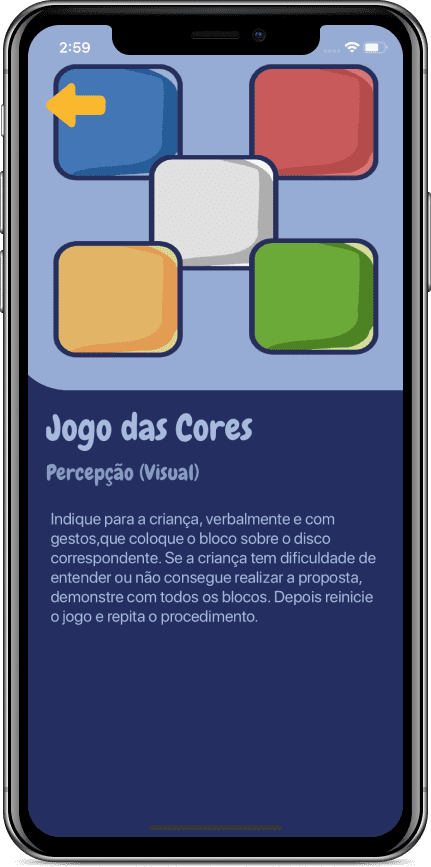 2:59
Jogo das Cores
Percepção (Visual)
Indique para a criança, verbalmente e com
gestos,que coloque o bloco sobre o disco
correspondente. Se a criança tem dificuldade de
entender ou não consegue realizar a proposta,
demonstre com todos os blocos. Depois reinicie
o jogo e repita o procedimento.